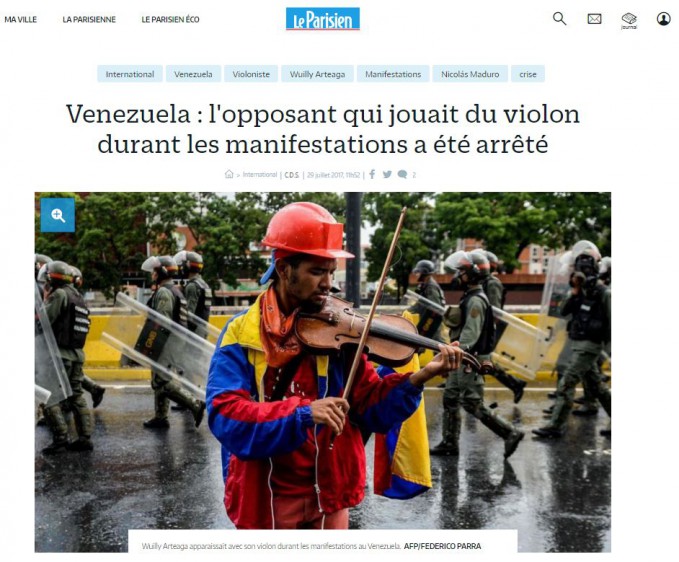 MA VILLE LA PARISIENNE LE PARISIEN ÉCO Le Parisien journal
International Venezuela Violoniste Wuilly Arteaga Manifestations Nicolás Maduro crise
Venezuela : l'opposant qui jouait du violon
durant les manifestations a été arrêté
> International | C.D.S. | 29 juillet 2017, 19h52 | 2
Wuilly Arteaga apparaissait avec son violon durant les manifestations au Venezuela. AFP/FEDERICO PARRA